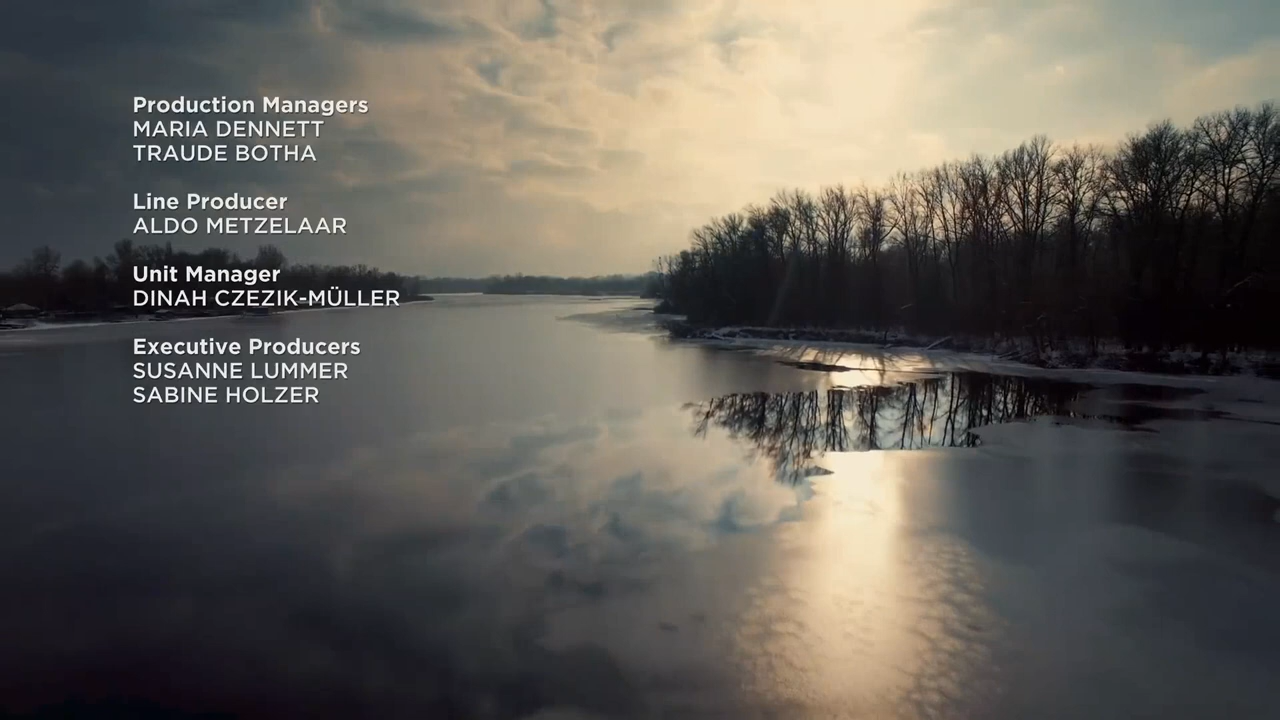 Production Managers
MARIA DENNETT
TRAUDE BOTHA
Line Producer
ALDO METZELAAR
Unit Manager
DINAH CZEZIK-MÜLLER
Executive Producers
SUSANNE LUMMER
SABINE HOLZER